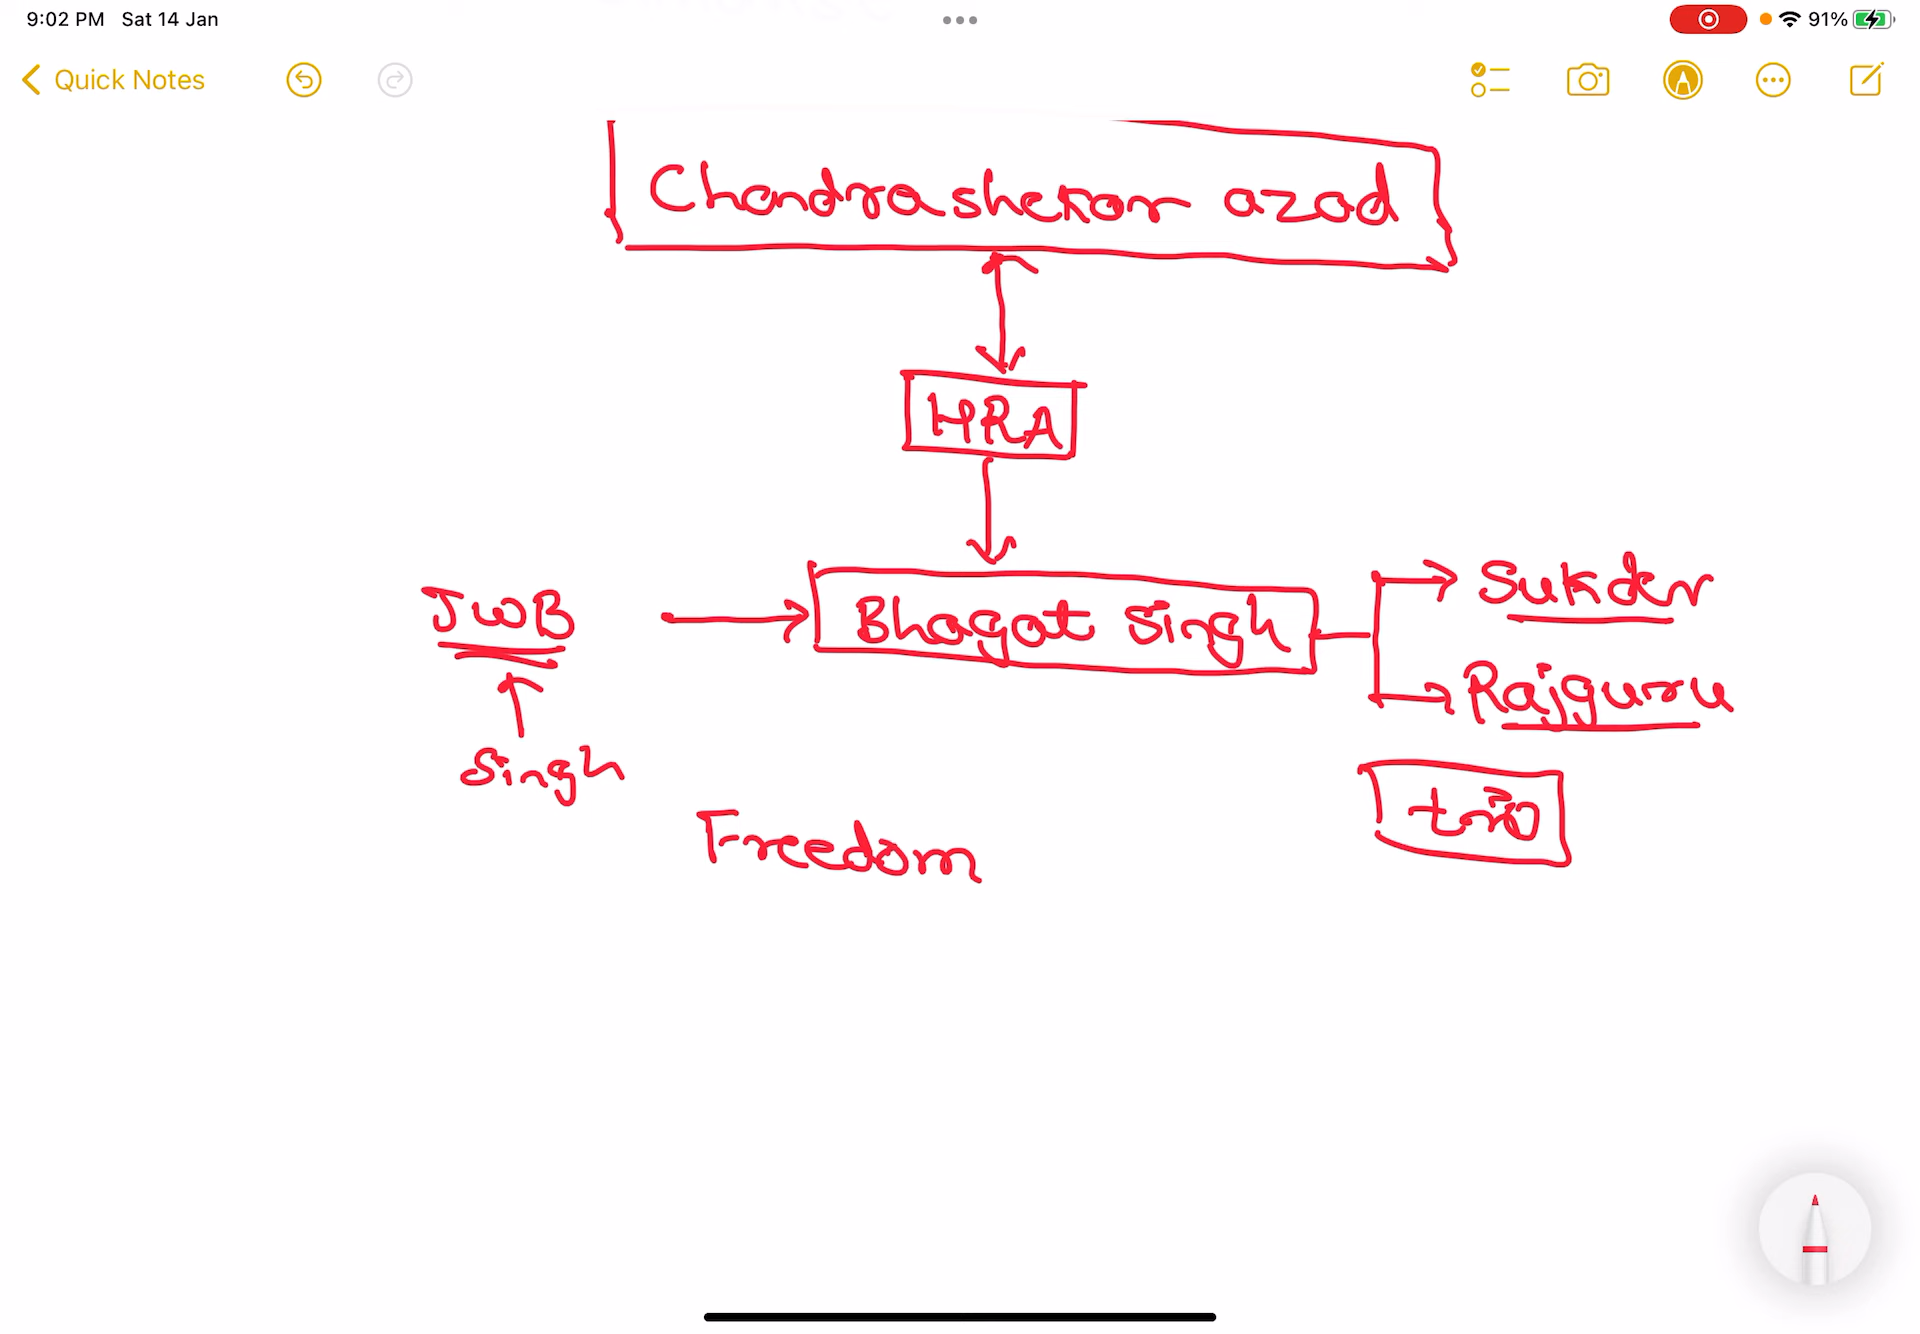 9:02 PM Sat 14 Jan
91%
Quick Notes
Chandrashekar azad
HRA
JWB
Bhagat Singh
Sukdev
Rajguru
Singh
trio
Freedom